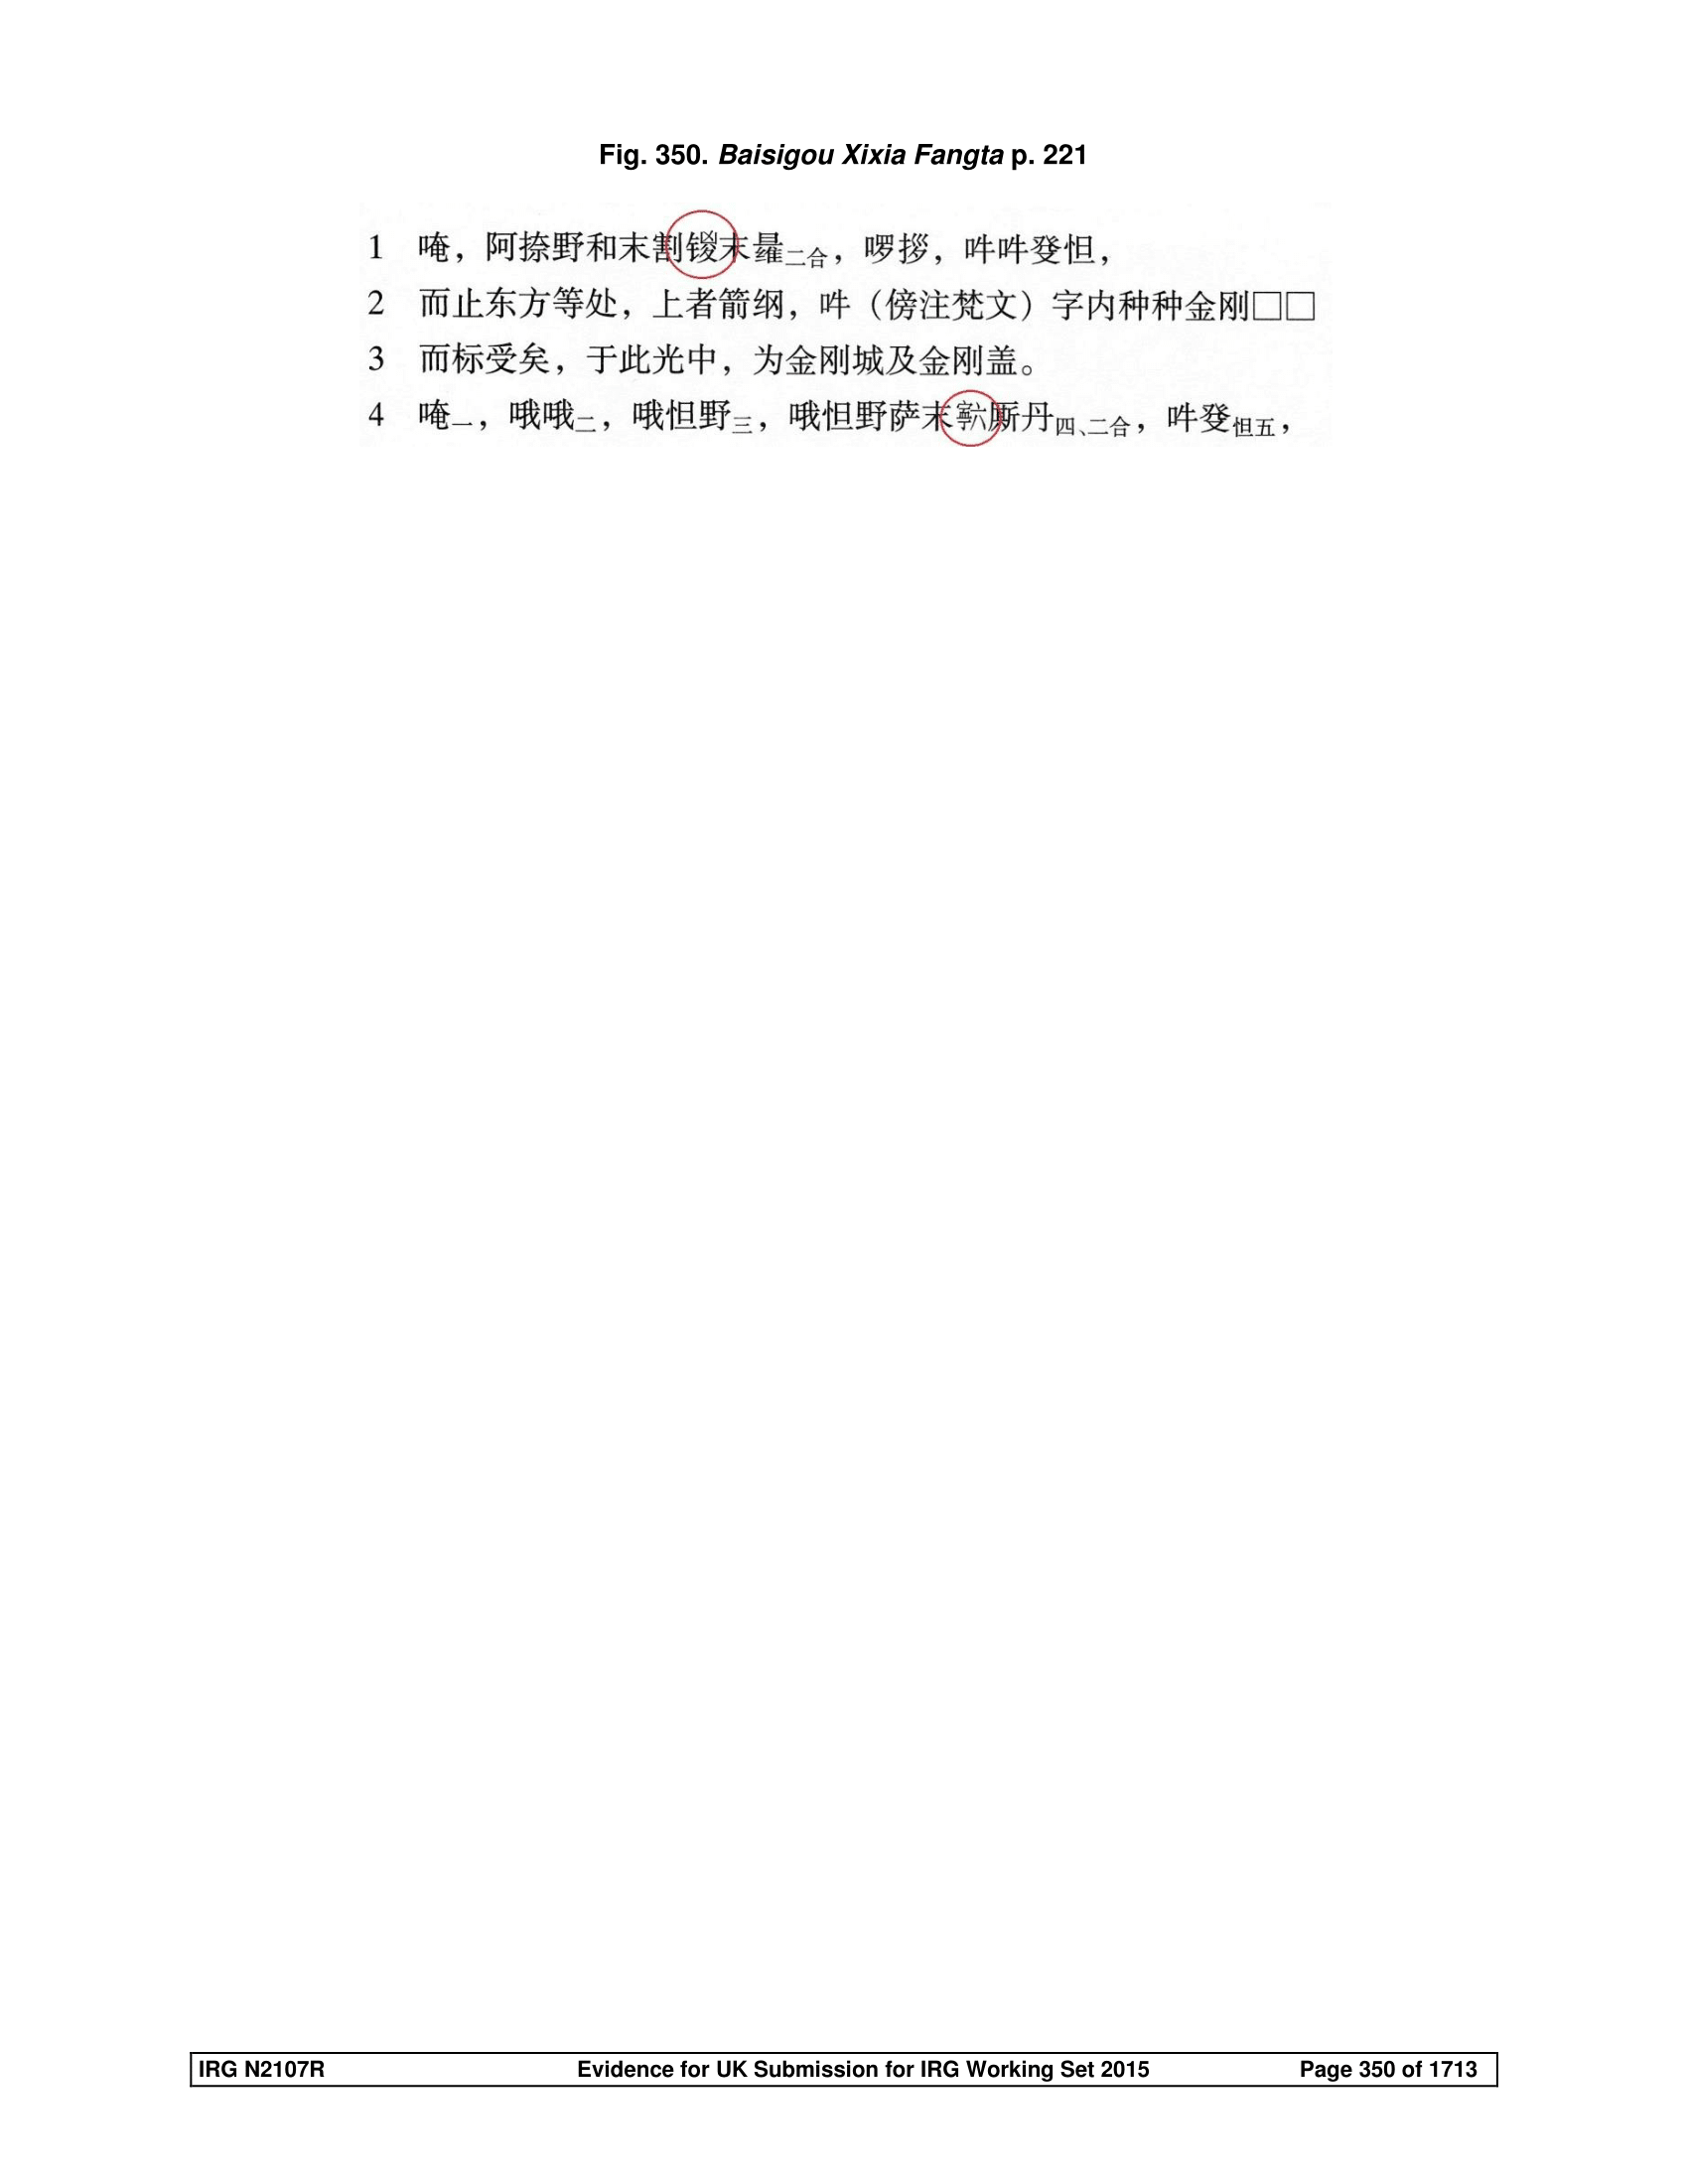 Fig. 350. Baisigou Xixia Fangta p. 221
1 唵，阿捺野和末割锼末㬥二合，啰拶，吽吽癹怛，
2 而止东方等处，上者箭纲，吽（傍注梵文）字内种种金刚□□
3 而标受矣，于此光中，为金刚城及金刚盖。
4 唵一，哦哦二，哦怛野三，哦怛野萨末厮丹四、二合，吽癹怛五，
IRG N2107R Evidence for UK Submission for IRG Working Set 2015 Page 350 of 1713